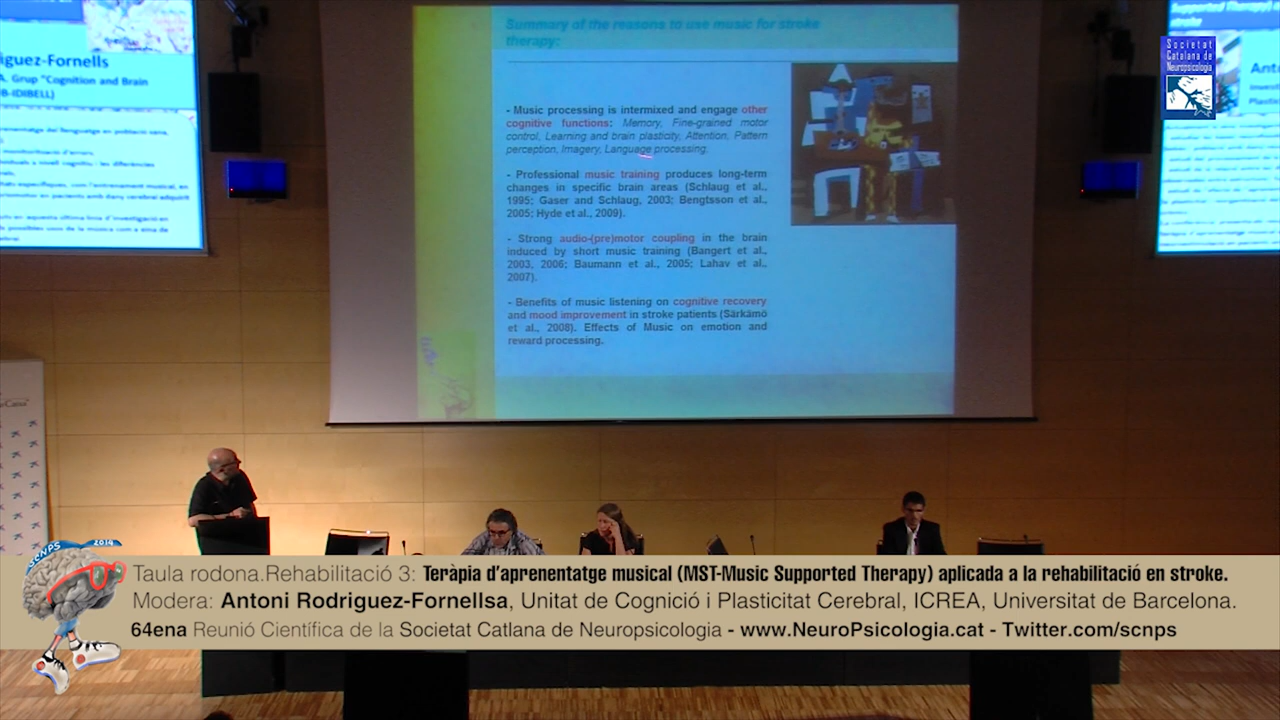 Summary of the reasons to use music for stroke
therapy:
- Music processing is intermixed and engage other
cognitive functions: Memory, Fine-grained motor
control, Learning and brain plasticity, Attention, Pattern
perception, Imagery, Language processing.
- Professional music training produces long-term
changes in specific brain areas (Schlaug et al.,
1995; Gaser and Schlaug, 2003; Bengtsson et al.,
2005; Hyde et al., 2009).
- Strong audio-(pre)motor coupling in the brain
induced by short music training (Bangert et al.,
2003, 2006; Baumann et al., 2005; Lahav et al.,
2007).
- Benefits of music listening on cognitive recovery
and mood improvement in stroke patients (Särkämö
et al., 2008). Effects of Music on emotion and
reward processing.
iguez-Fornells
A. Grup "Cognition and Brain
B-IDIBELL)
Societat
Catalana de
Neuropsicologia
SCNPS 2014
Taula rodona.Rehabilitació 3: Teràpia d'aprenentatge musical (MST-Music Supported Therapy) aplicada a la rehabilitació en stroke.
Modera: Antoni Rodriguez-Fornellsa, Unitat de Cognició i Plasticitat Cerebral, ICREA, Universitat de Barcelona.
64ena Reunió Científica de la Societat Catlana de Neuropsicologia - www.NeuroPsicologia.cat - Twitter.com/scnps